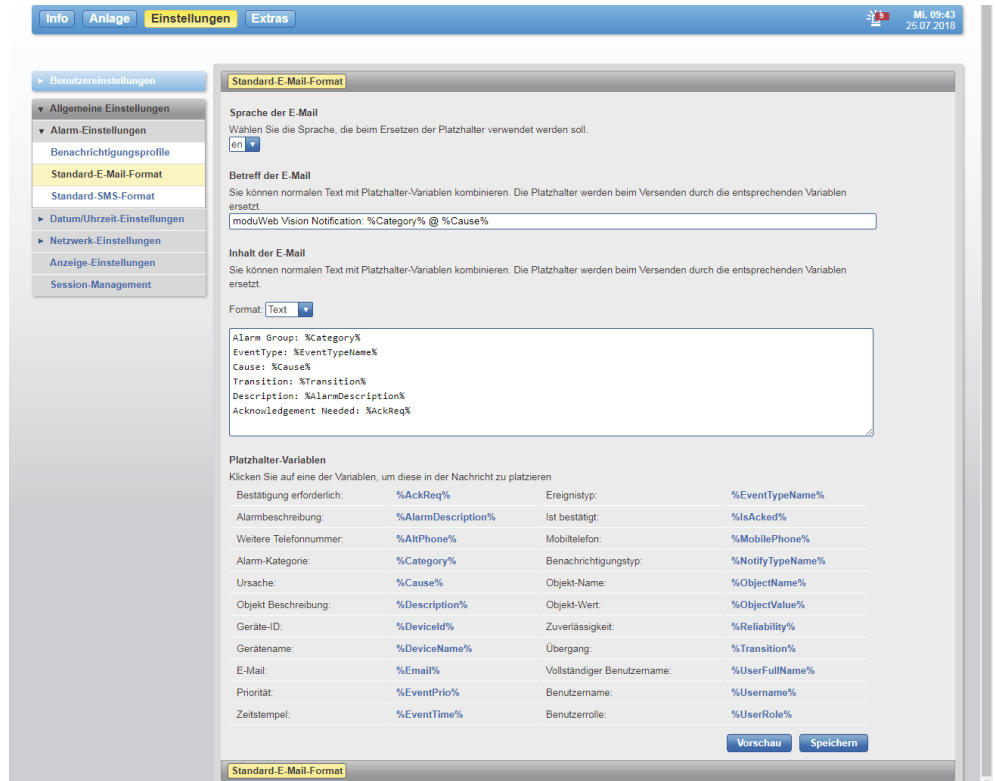 Info Anlage Einstellungen Extras
9
Mi. 09:43
25.07.2018
Benutzereinstellungen
Allgemeine Einstellungen
Alarm-Einstellungen
Benachrichtigungsprofile
Standard-E-Mail-Format
Standard-SMS-Format
Datum/Uhrzeit-Einstellungen
Netzwerk-Einstellungen
Anzeige-Einstellungen
Session-Management
Standard-E-Mail-Format
Sprache der E-Mail
Wählen Sie die Sprache, die beim Ersetzen der Platzhalter verwendet werden soll.
en
Betreff der E-Mail
Sie können normalen Text mit Platzhalter-Variablen kombinieren. Die Platzhalter werden beim Versenden durch die entsprechenden Variablen
ersetzt.
moduWeb Vision Notification: %Category% @ %Cause%
Inhalt der E-Mail
Sie können normalen Text mit Platzhalter-Variablen kombinieren. Die Platzhalter werden beim Versenden durch die entsprechenden Variablen
ersetzt.
Format: Text
Alarm Group: %Category%
EventType: %EventTypeName%
Cause: %Cause%
Transition: %Transition%
Description: %AlarmDescription%
Acknowledgement Needed: %AckReq%
Platzhalter-Variablen
Klicken Sie auf eine der Variablen, um diese in der Nachricht zu platzieren
Bestätigung erforderlich: %AckReq% Ereignistyp: %EventTypeName%
Alarmbeschreibung: %AlarmDescription% Ist bestätigt: %IsAcked%
Weitere Telefonnummer: %AltPhone% Mobiltelefon: %MobilePhone%
Alarm-Kategorie: %Category% Benachrichtigungstyp: %NotifyTypeName%
Ursache: %Cause% Objekt-Name: %ObjectName%
Objekt Beschreibung: %Description% Objekt-Wert: %ObjectValue%
Geräte-ID: %DeviceId% Zuverlässigkeit: %Reliability%
Gerätename: %DeviceName% Übergang: %Transition%
E-Mail: %Email% Vollständiger Benutzername: %UserFullName%
Priorität: %EventPrio% Benutzername: %Username%
Zeitstempel: %EventTime% Benutzerrolle: %UserRole%
Vorschau Speichern
Standard-E-Mail-Format